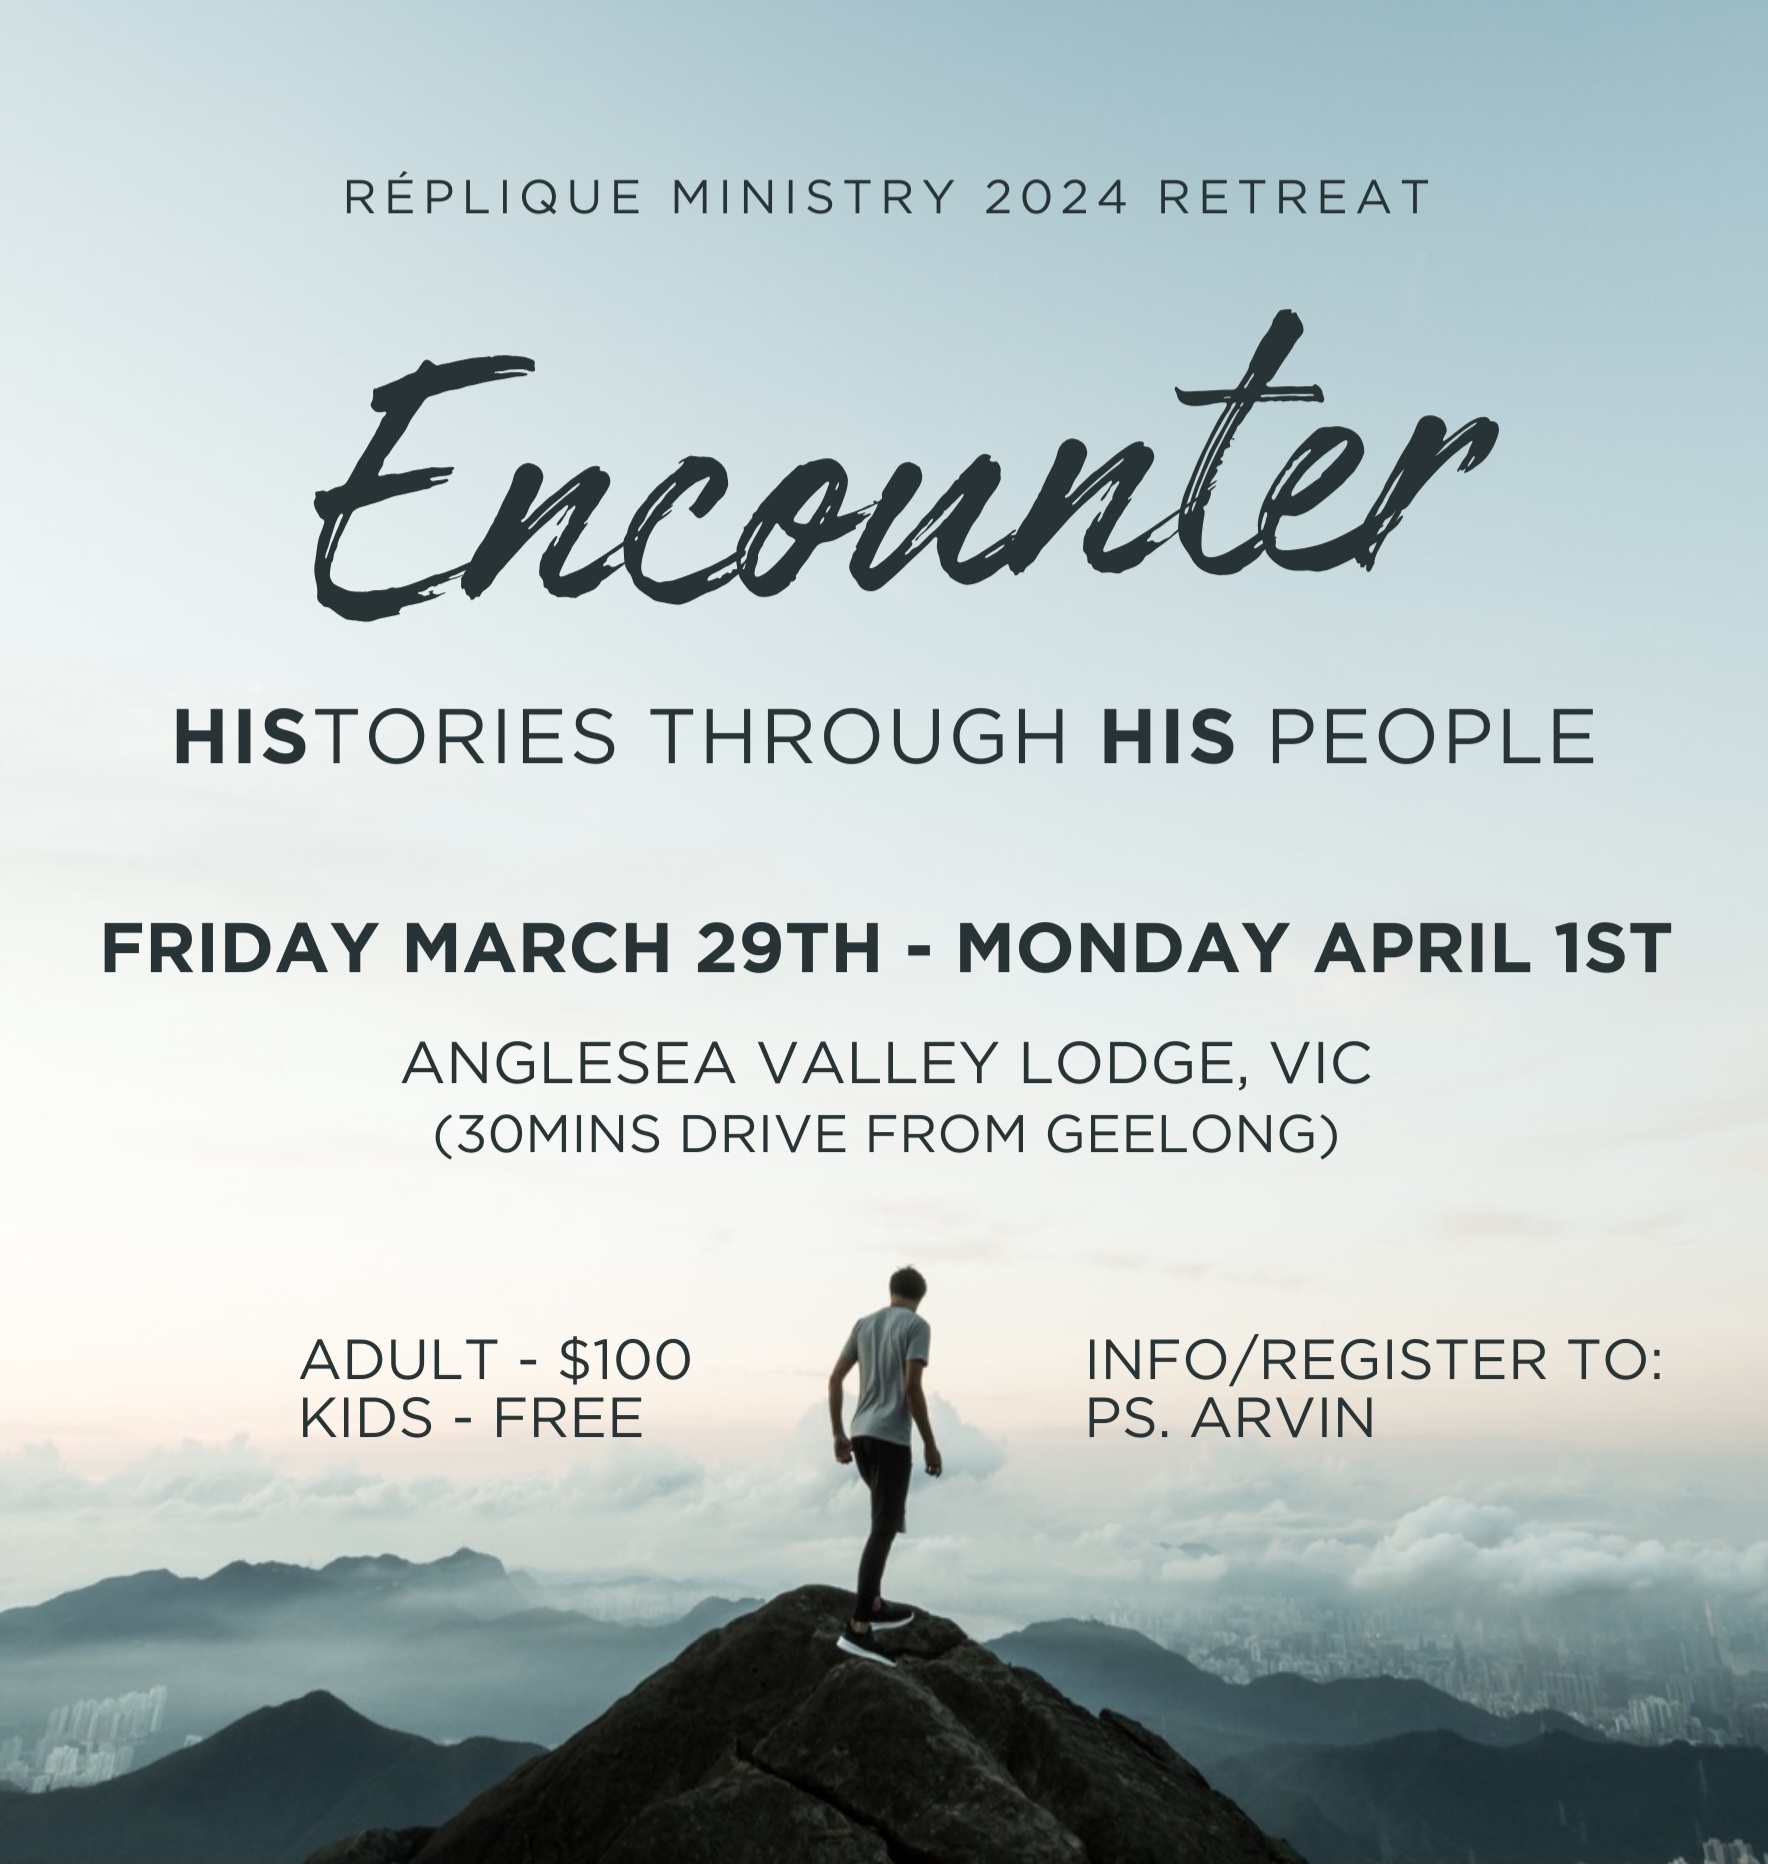 RÉPLIQUE MINISTRY 2024 RETREAT
Encounter
HISTORIES THROUGH HIS PEOPLE
FRIDAY MARCH 29TH - MONDAY APRIL 1ST
ANGLESEA VALLEY LODGE, VIC
(30MINS DRIVE FROM GEELONG)
ADULT - $100
KIDS - FREE
INFO/REGISTER TO:
PS. ARVIN